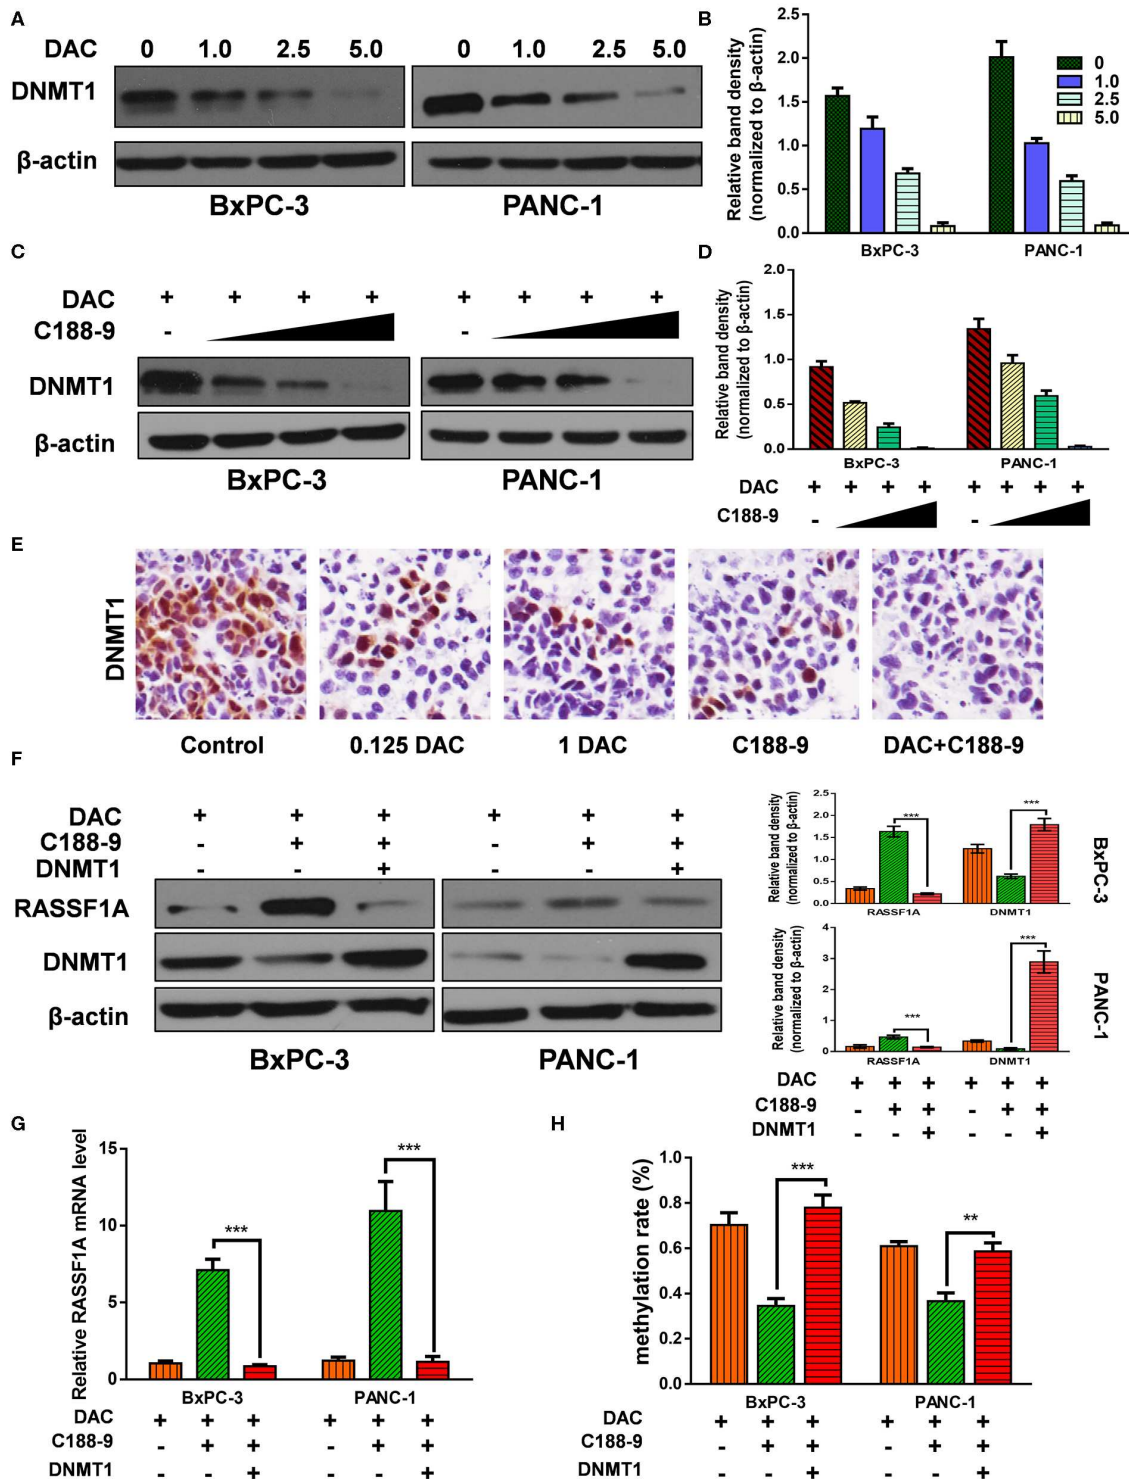 A
DAC 0 1.0 2.5 5.0 0 1.0 2.5 5.0
DNMT1
β-actin
BxPC-3 PANC-1
B
Relative band density
(normalized to β-actin)
2.5
2.0
1.5
1.0
0.5
0.0
BxPC-3 PANC-1
0
1.0
2.5
5.0
C
DAC + + + + + + + +
C188-9 - -
DNMT1
β-actin
BxPC-3 PANC-1
D
Relative band density
(normalized to β-actin)
2.0
1.5
1.0
0.5
0.0
BxPC-3 PANC-1
DAC + + + + + + + +
C188-9 - -
E
DNMT1
Control 0.125 DAC 1 DAC C188-9 DAC+C188-9
F
DAC + + + + + +
C188-9 - + + - + +
DNMT1 - - + - - +
RASSF1A
DNMT1
β-actin
BxPC-3 PANC-1
Relative band density
(normalized to β-actin)
2.5
2.0
1.5
1.0
0.5
0.0
*** ***
RASSF1A DNMT1
BxPC-3
Relative band density
(normalized to β-actin)
4
3
2
1
0
*** ***
RASSF1A DNMT1
PANC-1
DAC + + + + + +
C188-9 - + + - + +
DNMT1 - - + - - +
G
Relative RASSF1A mRNA level
15
10
5
0
*** ***
BxPC-3 PANC-1
DAC + + + + + +
C188-9 - + + - + +
DNMT1 - - + - - +
H
methylation rate (%)
1.0
0.8
0.6
0.4
0.2
0.0
*** **
BxPC-3 PANC-1
DAC + + + + + +
C188-9 - + + - + +
DNMT1 - - + - - +